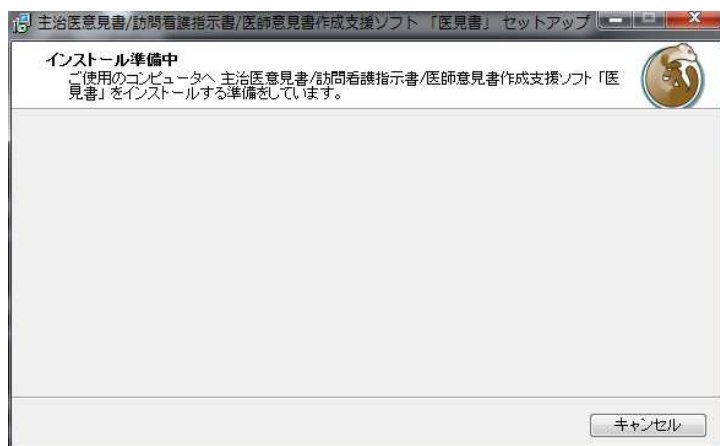 主治医意見書/訪問看護指示書/医師意見書作成支援ソフト 「医見書」 セットアップ
インストール準備中
ご使用のコンピュータへ 主治医意見書/訪問看護指示書/医師意見書作成支援ソフト「医
見書」をインストールする準備をしています。
キャンセル